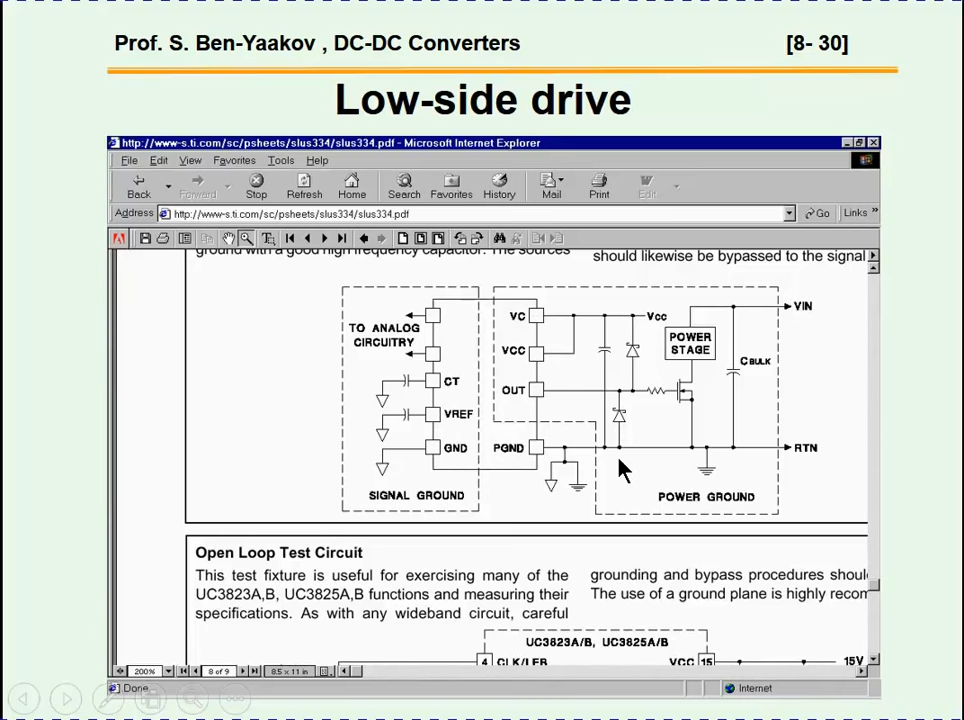 Prof. S. Ben-Yaakov , DC-DC Converters [8- 30]
Low-side drive
http://www-s.ti.com/sc/psheets/slus334/slus334.pdf - Microsoft Internet Explorer
File Edit View Favorites Tools Help
Back Forward Stop Refresh Home Search Favorites History Mail Print Edit
Address http://www-s.ti.com/sc/psheets/slus334/slus334.pdf Go Links »
ground with a good high frequency capacitor. The sources
should likewise be bypassed to the signal
VIN
VC
Vcc
TO ANALOG
CIRCUITRY
POWER
STAGE
VCC
CBULK
CT
OUT
VREF
GND
PGND
RTN
SIGNAL GROUND
POWER GROUND
Open Loop Test Circuit
This test fixture is useful for exercising many of the
UC3823A,B, UC3825A,B functions and measuring their
specifications. As with any wideband circuit, careful
grounding and bypass procedures shoul
The use of a ground plane is highly recon
UC3823A/B, UC3825A/B
4 CLK/LEB VCC 15 15V
200% 8 of 9 8.5 x 11 in
Done Internet